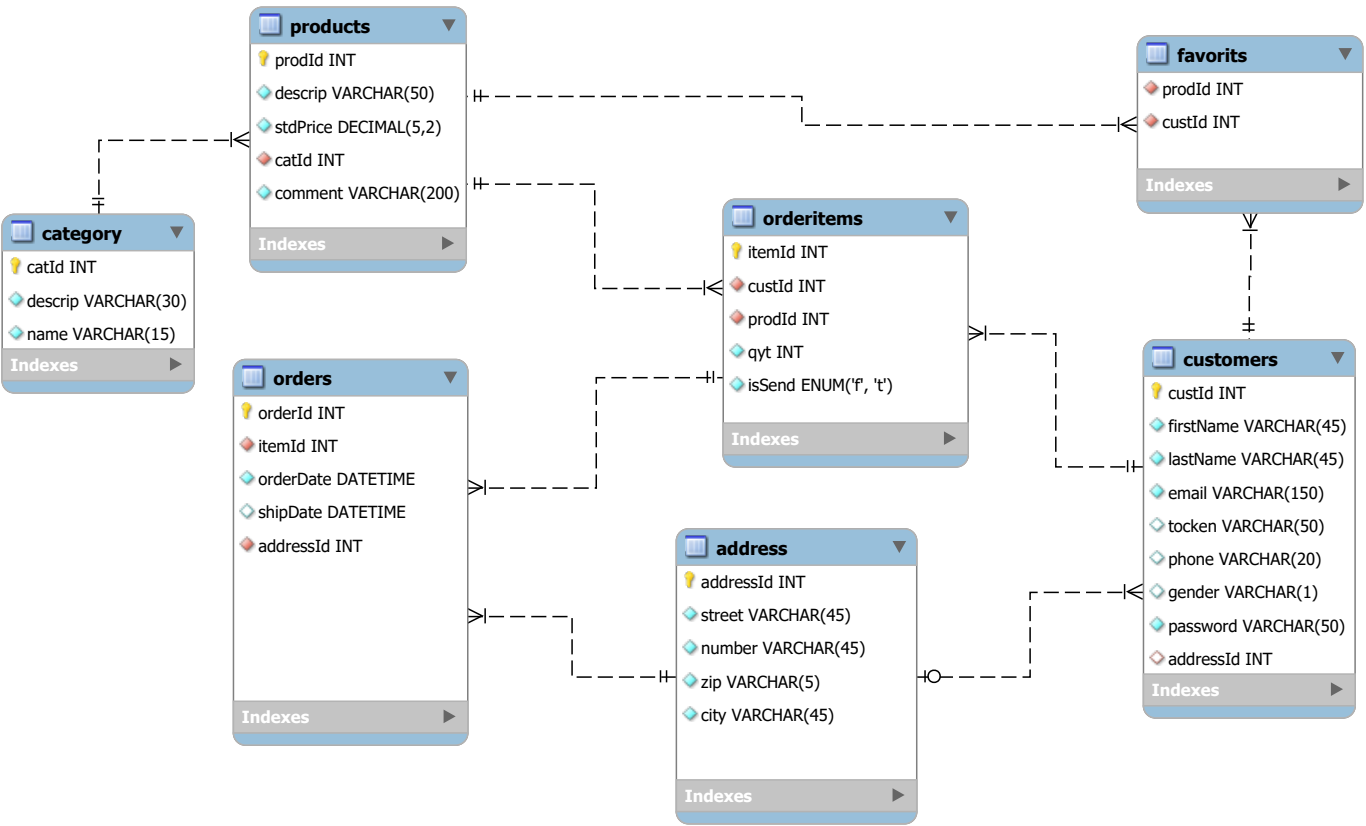 products
prodId INT
descrip VARCHAR(50)
stdPrice DECIMAL(5,2)
catId INT
comment VARCHAR(200)
Indexes
favorits
prodId INT
custId INT
Indexes
category
catId INT
descrip VARCHAR(30)
name VARCHAR(15)
Indexes
orderitems
itemId INT
custId INT
prodId INT
qyt INT
isSend ENUM('f', 't')
Indexes
orders
orderId INT
itemId INT
orderDate DATETIME
shipDate DATETIME
addressId INT
Indexes
customers
custId INT
firstName VARCHAR(45)
lastName VARCHAR(45)
email VARCHAR(150)
tocken VARCHAR(50)
phone VARCHAR(20)
gender VARCHAR(1)
password VARCHAR(50)
addressId INT
Indexes
address
addressId INT
street VARCHAR(45)
number VARCHAR(45)
zip VARCHAR(5)
city VARCHAR(45)
Indexes